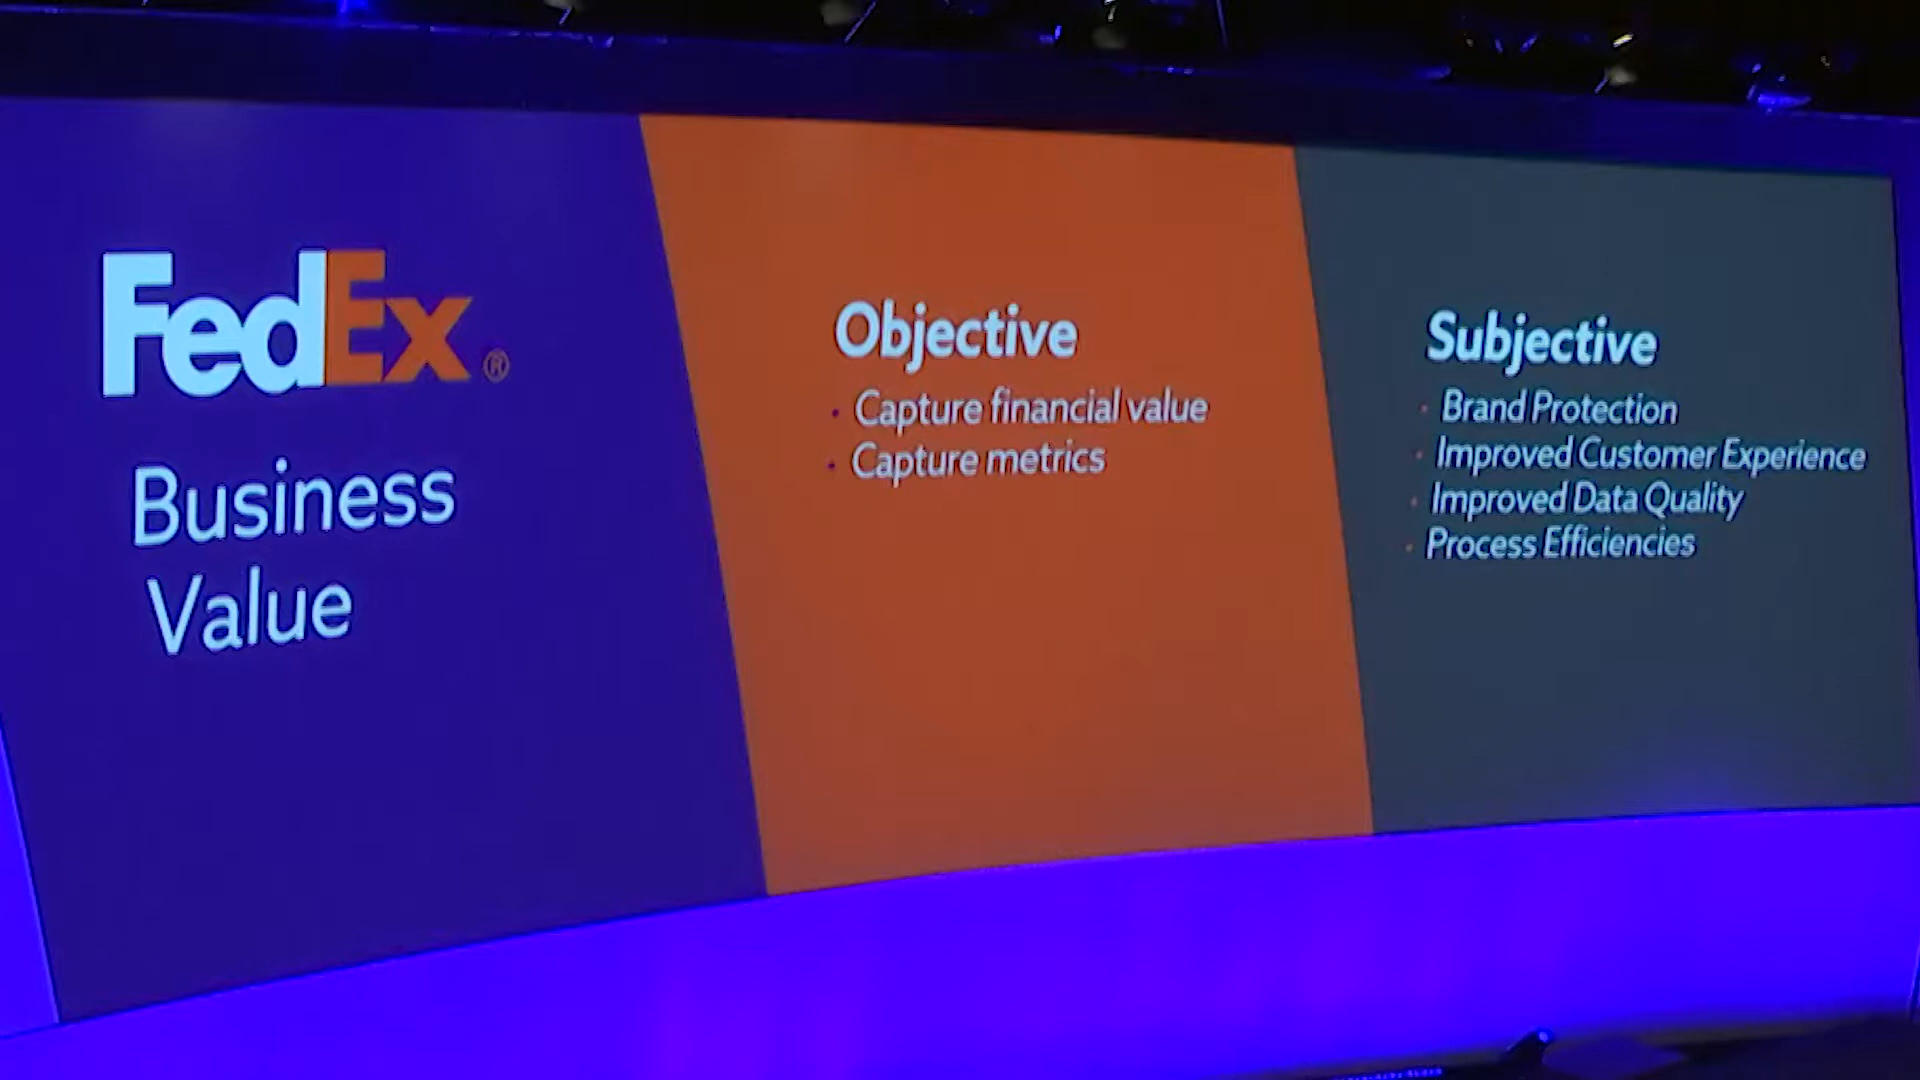 FedEx®
Business
Value
Objective
• Capture financial value
• Capture metrics
Subjective
• Brand Protection
• Improved Customer Experience
• Improved Data Quality
• Process Efficiencies